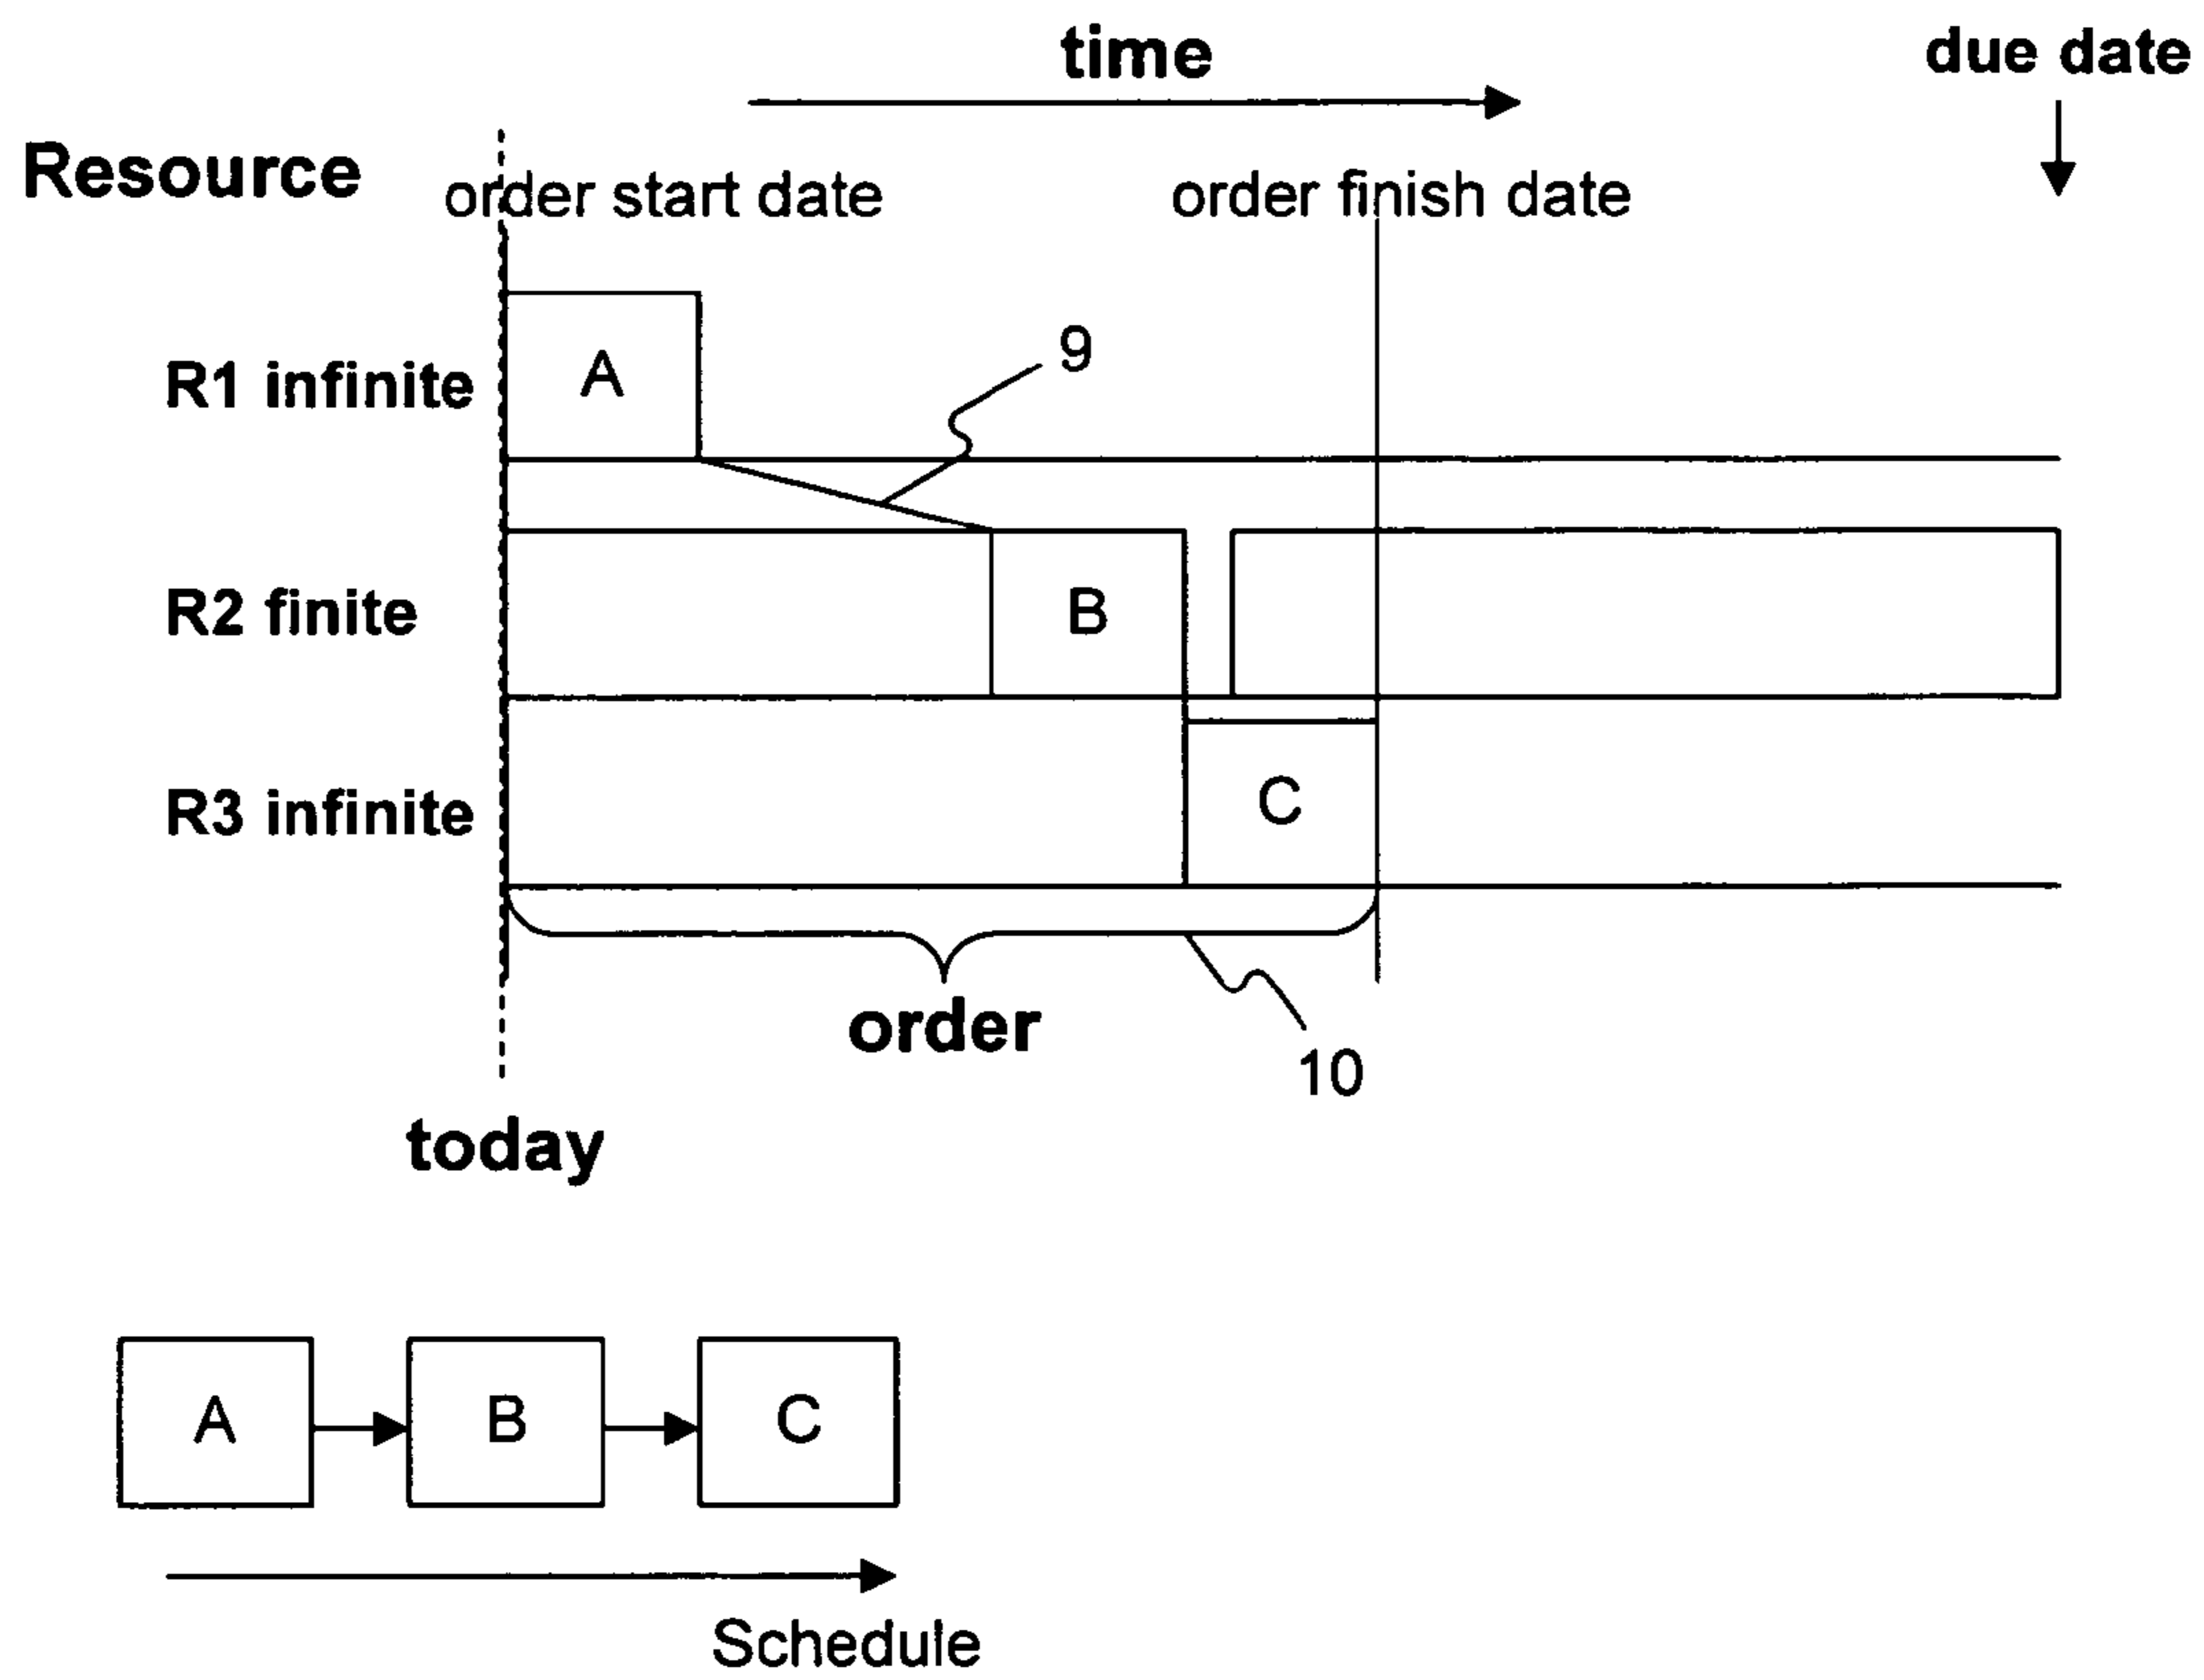 time
due date
Resource
order start date
order finish date
A
9
R1 infinite
R2 finite
B
R3 infinite
C
order
10
today
A
B
C
Schedule